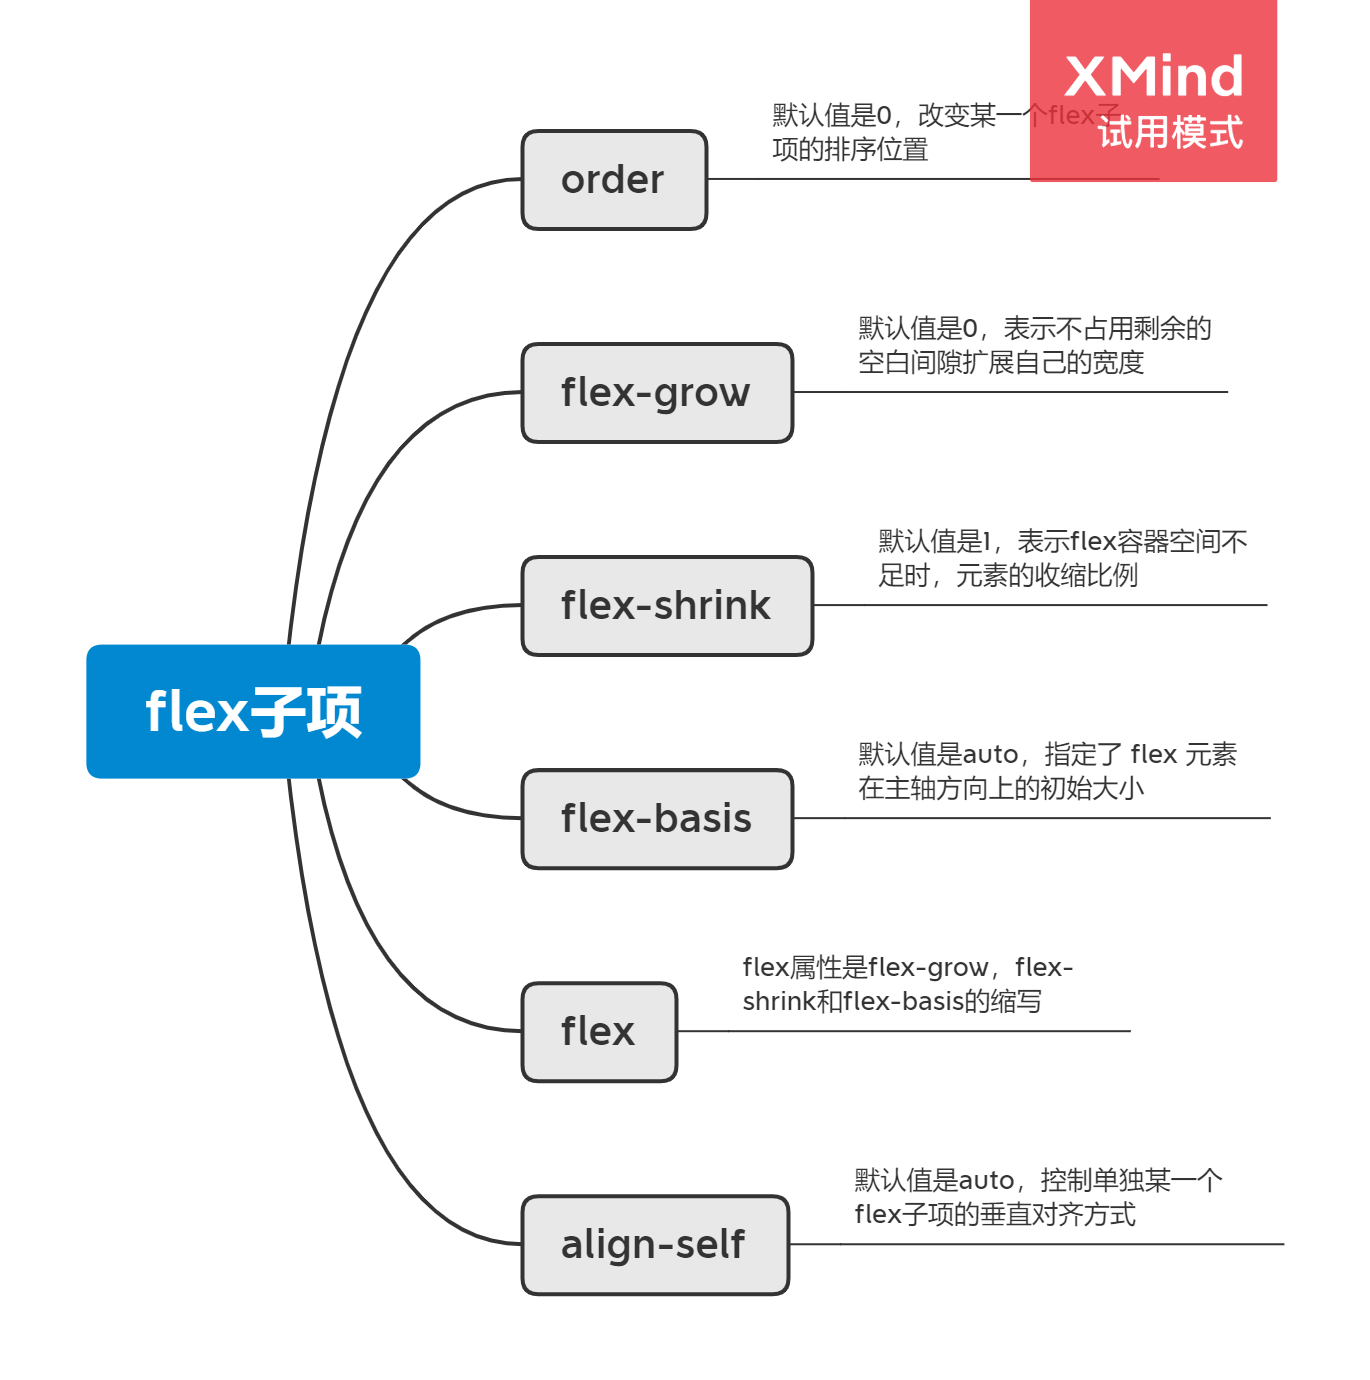 XMind
试用模式
默认值是0，改变某一个flex子
项的排序位置
order
默认值是0，表示不占用剩余的
空白间隙扩展自己的宽度
flex-grow
默认值是1，表示flex容器空间不
足时，元素的收缩比例
flex-shrink
flex子项
默认值是auto，指定了 flex 元素
在主轴方向上的初始大小
flex-basis
flex属性是flex-grow，flex-
shrink和flex-basis的缩写
flex
默认值是auto，控制单独某一个
flex子项的垂直对齐方式
align-self